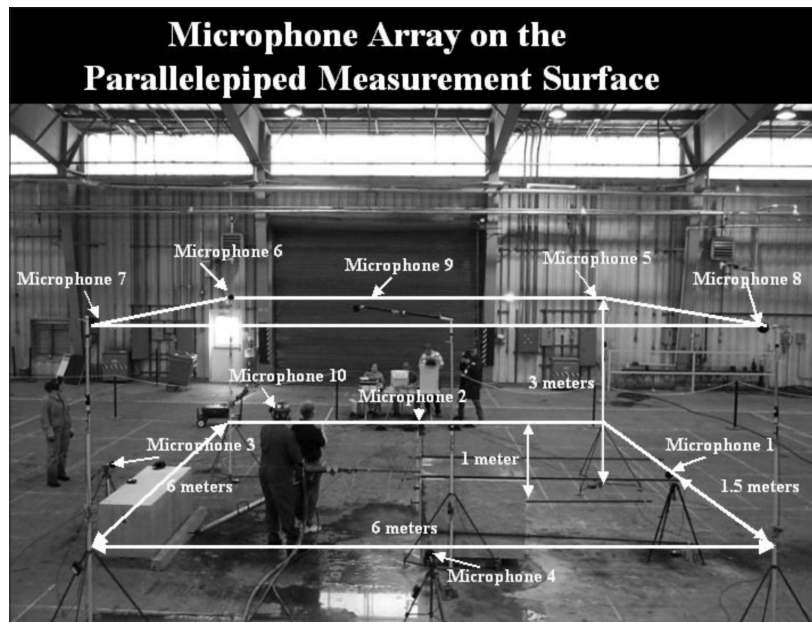 Microphone Array on the
Parallelepiped Measurement Surface
Microphone 6
Microphone 9
Microphone 5
Microphone 7
Microphone 8
Microphone 10
3 meters
Microphone 2
Microphone 3
Microphone 1
1 meter
6 meters
1.5 meters
6 meters
Microphone 4